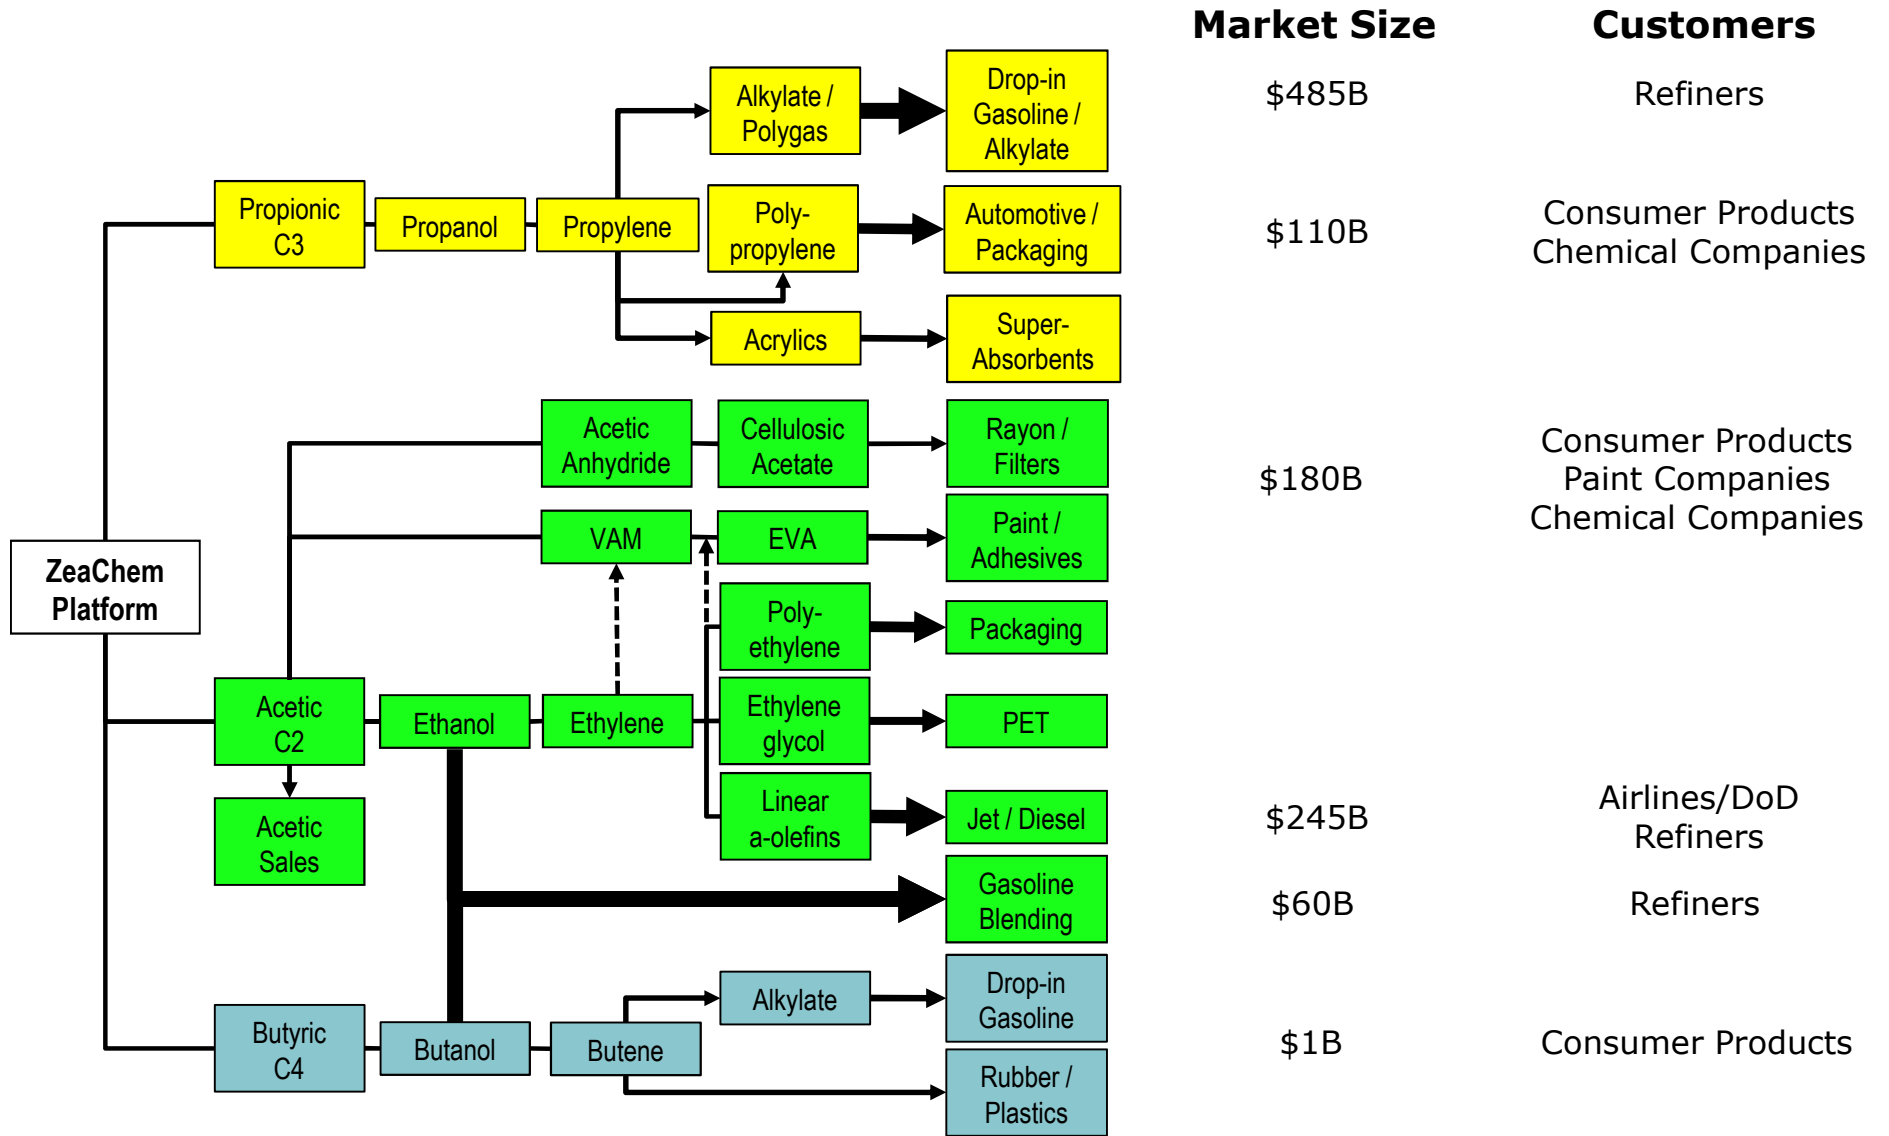 Market Size
Customers
Alkylate /
Polygas
Drop-in
Gasoline /
Alkylate
$485B
Refiners
Propionic
C3
Propanol
Propylene
Poly-
propylene
Automotive /
Packaging
$110B
Consumer Products
Chemical Companies
Acrylics
Super-
Absorbents
Acetic
Anhydride
Cellulosic
Acetate
Rayon /
Filters
$180B
Consumer Products
Paint Companies
Chemical Companies
VAM
EVA
Paint /
Adhesives
ZeaChem
Platform
Poly-
ethylene
Packaging
Acetic
C2
Ethanol
Ethylene
Ethylene
glycol
PET
Acetic
Sales
Linear
a-olefins
Jet / Diesel
$245B
Airlines/DoD
Refiners
Gasoline
Blending
$60B
Refiners
Alkylate
Drop-in
Gasoline
Butyric
C4
Butanol
Butene
$1B
Consumer Products
Rubber /
Plastics